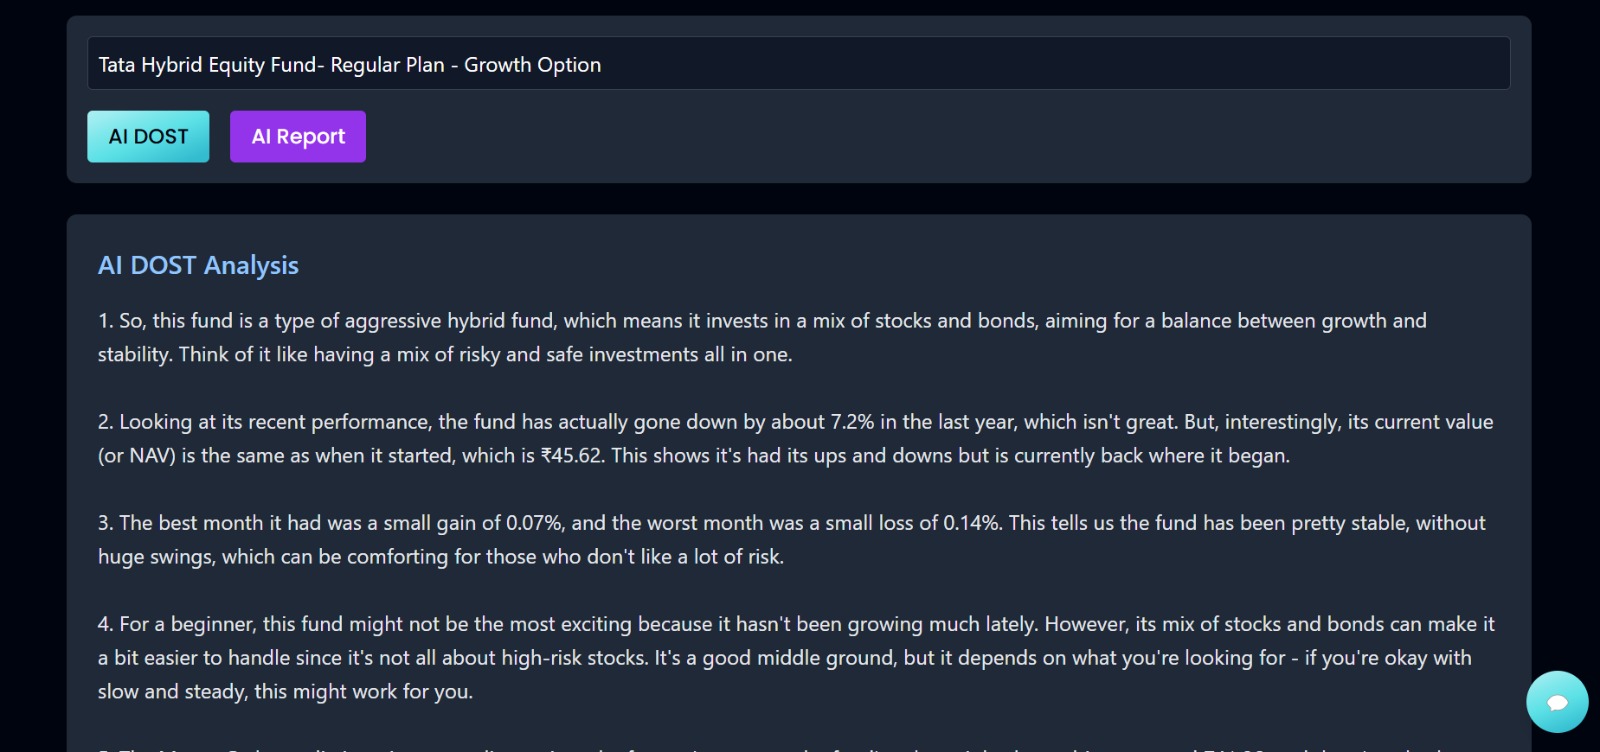 Tata Hybrid Equity Fund- Regular Plan - Growth Option
AI DOST
AI Report
AI DOST Analysis
1. So, this fund is a type of aggressive hybrid fund, which means it invests in a mix of stocks and bonds, aiming for a balance between growth and
stability. Think of it like having a mix of risky and safe investments all in one.
2. Looking at its recent performance, the fund has actually gone down by about 7.2% in the last year, which isn't great. But, interestingly, its current value
(or NAV) is the same as when it started, which is ₹45.62. This shows it's had its ups and downs but is currently back where it began.
3. The best month it had was a small gain of 0.07%, and the worst month was a small loss of 0.14%. This tells us the fund has been pretty stable, without
huge swings, which can be comforting for those who don't like a lot of risk.
4. For a beginner, this fund might not be the most exciting because it hasn't been growing much lately. However, its mix of stocks and bonds can make it
a bit easier to handle since it's not all about high-risk stocks. It's a good middle ground, but it depends on what you're looking for - if you're okay with
slow and steady, this might work for you.